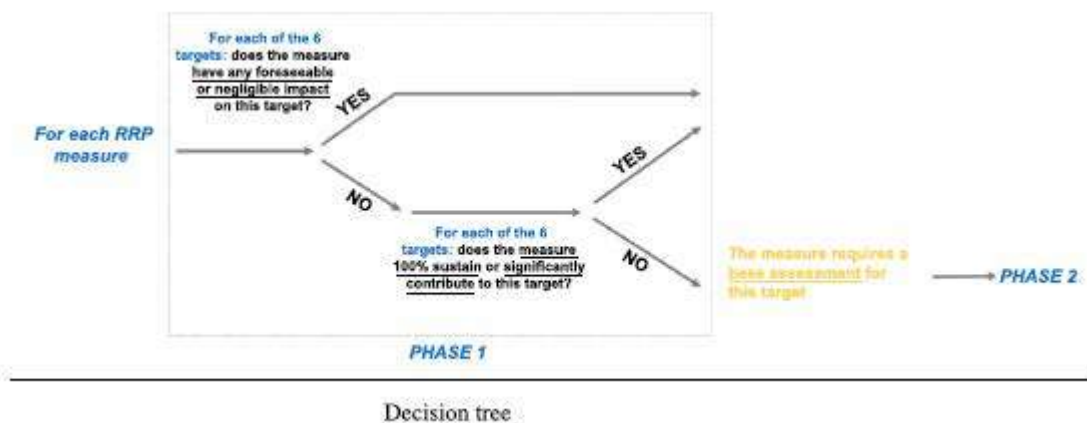 For each of the 6
targets: does the measure
have any foreseeable
or negligible impact
on this target?
YES
For each RRP
measure
NO
YES
For each of the 6
targets: does the measure
100% sustain or significantly
contribute to this target?
NO
The measure requires a
base assessment for
this target
PHASE 2
PHASE 1
Decision tree